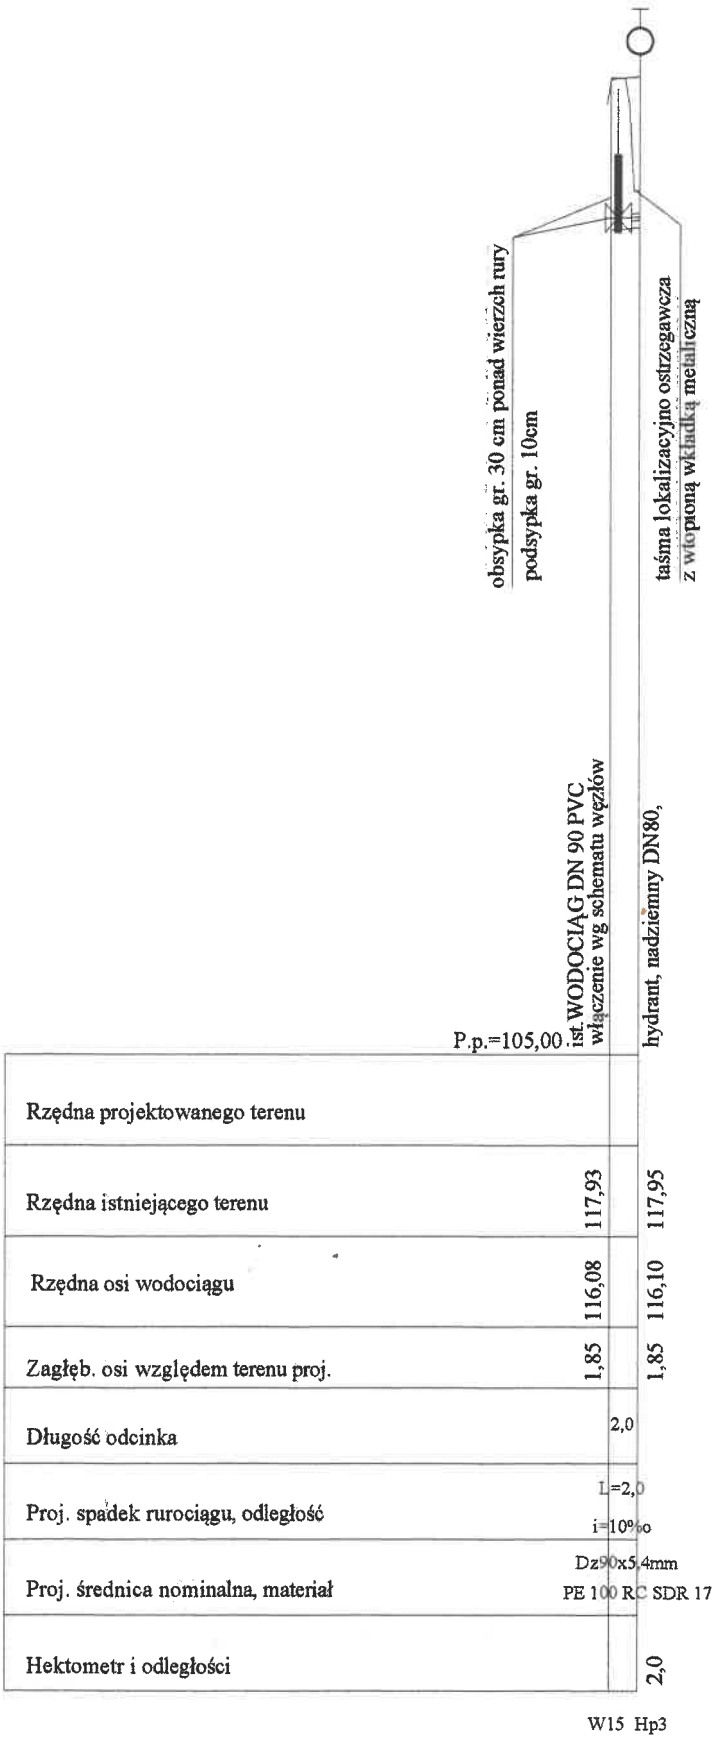 obsypka gr. 30 cm ponad wierzch rury
podsypka gr. 10cm
taśma lokalizacyjno ostrzegawcza
z wtopioną wkładką metaliczną
ist.WODOCIĄG DN 90 PVC
włączenie wg schematu węzłów
hydrant, nadziemny DN80,
P.p.=105,00
Rzędna projektowanego terenu
Rzędna istniejącego terenu 117,93 117,95
Rzędna osi wodociągu 116,08 116,10
Zagłęb. osi względem terenu proj. 1,85 1,85
Długość odcinka 2,0
Proj. spadek rurociągu, odległość
L=2,0
i=10‰
Proj. średnica nominalna, materiał
Dz90x5,4mm
PE 100 RC SDR 17
Hektometr i odległości 2,0
W15 Hp3